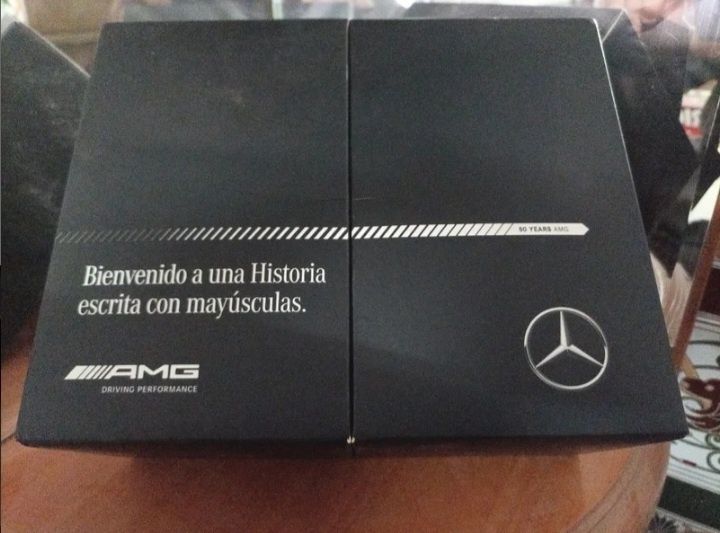 50 YEARS AMG
Bienvenido a una Historia
escrita con mayúsculas.
AMG
DRIVING PERFORMANCE